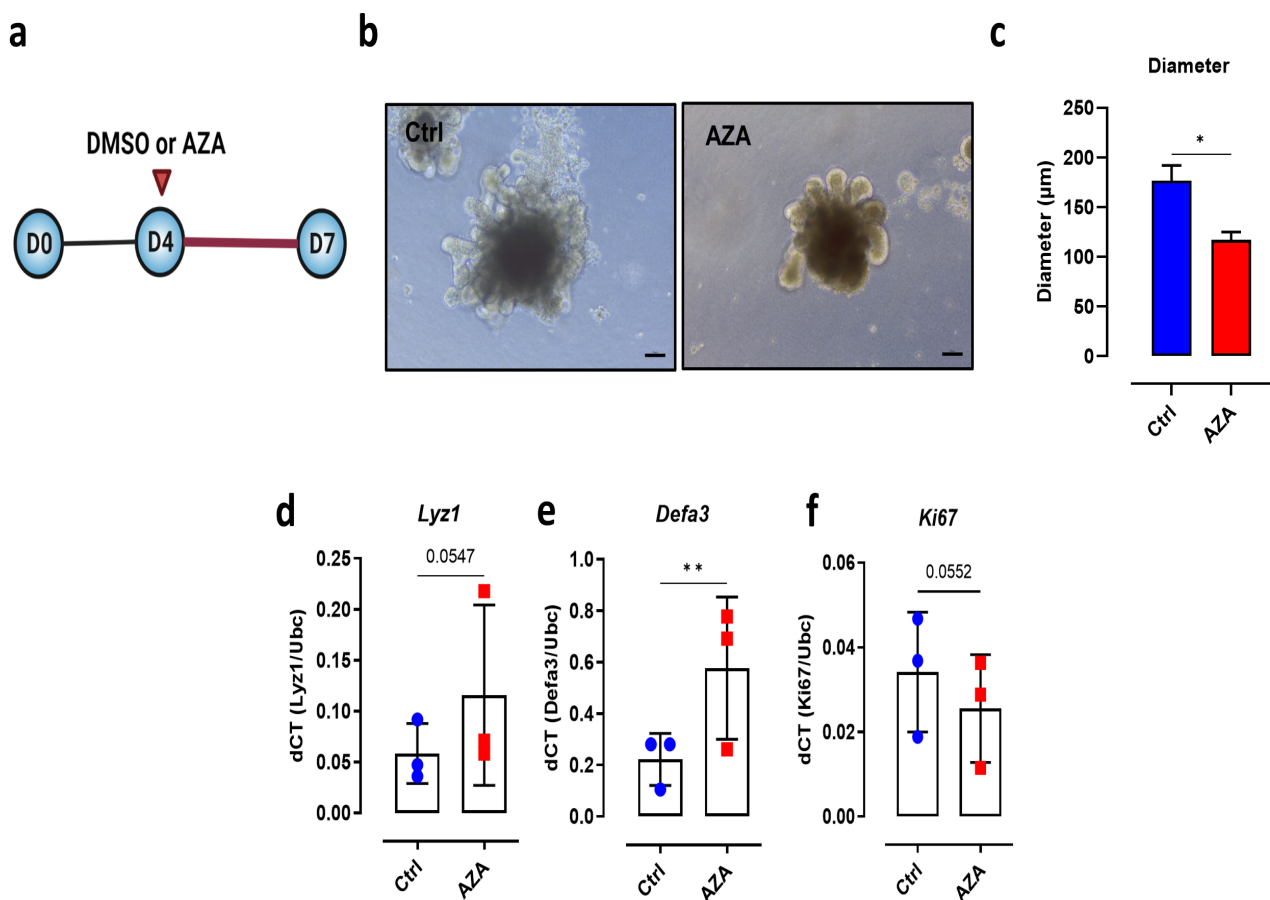 a
DMSO or AZA
D0 D4 D7
b
Ctrl
AZA
c
Diameter
Diameter (µm)
250
200
150
100
50
0
*
Ctrl
AZA
d
Lyz1
dCT (Lyz1/Ubc)
0.25
0.20
0.15
0.10
0.05
0.00
0.0547
Ctrl
AZA
e
Defa3
dCT (Defa3/Ubc)
1.0
0.8
0.6
0.4
0.2
0.0
**
Ctrl
AZA
f
Ki67
dCT (Ki67/Ubc)
0.06
0.04
0.02
0.00
0.0552
Ctrl
AZA